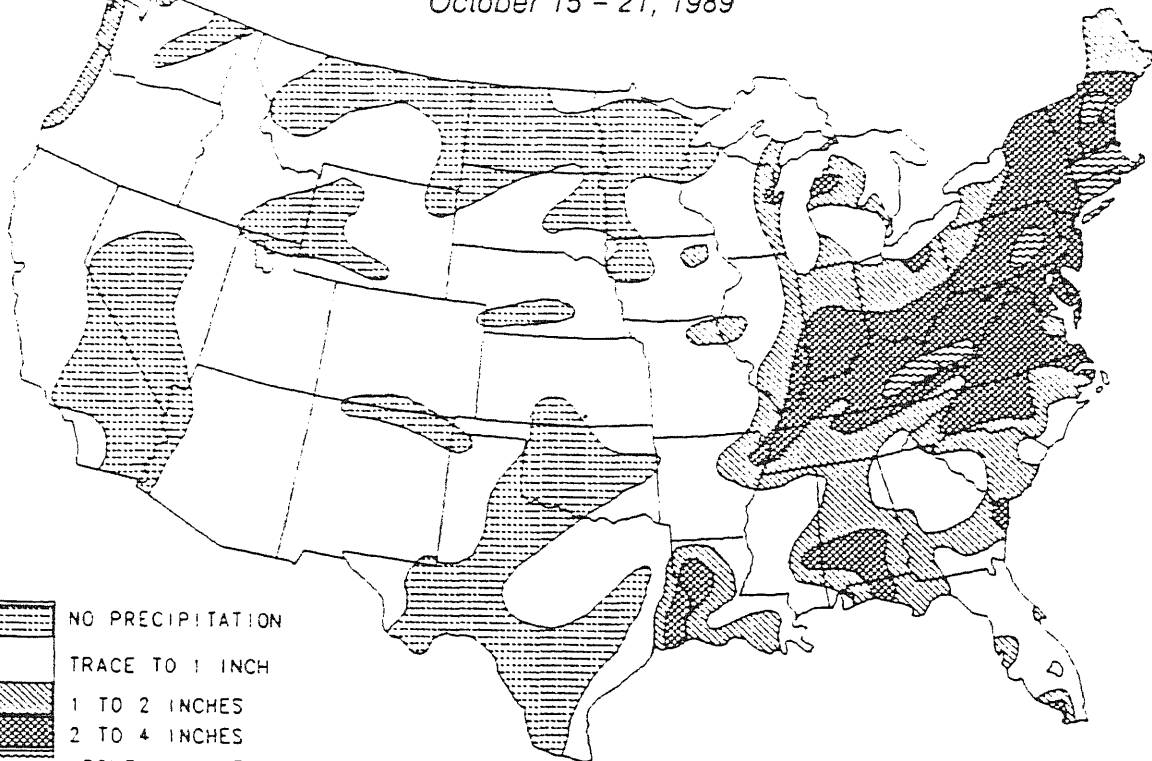 October 15 – 21, 1989
NO PRECIPITATION
TRACE TO 1 INCH
1 TO 2 INCHES
2 TO 4 INCHES